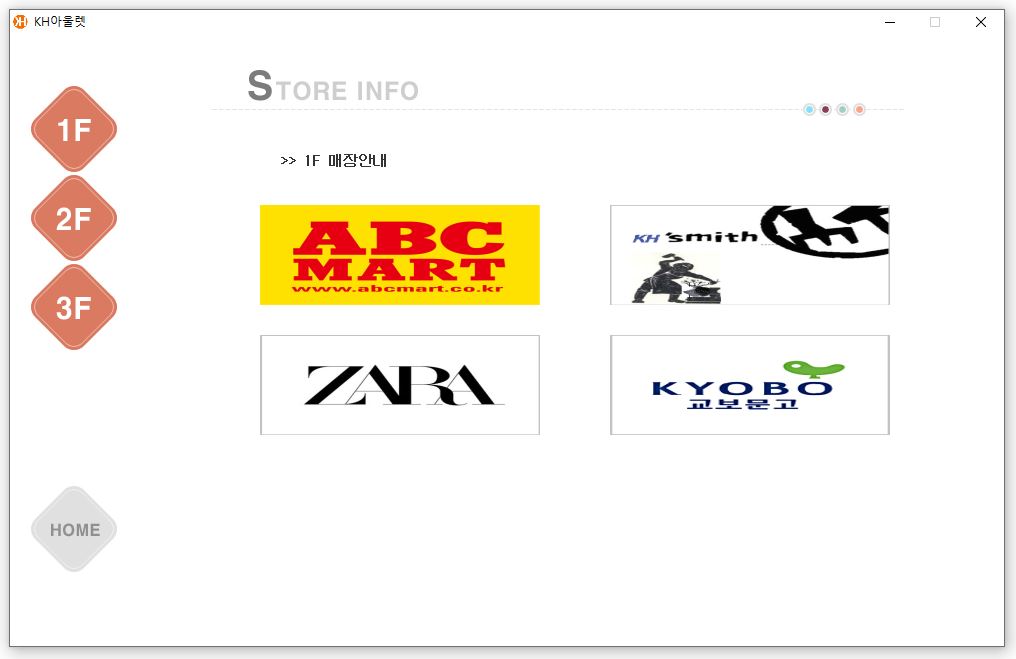 KH아울렛
STORE INFO
1F
2F
3F
HOME
>> 1F 매장안내
ABC
MART
www.abcmart.co.kr
KH 'smith
ZARA
KYOBO
교보문고